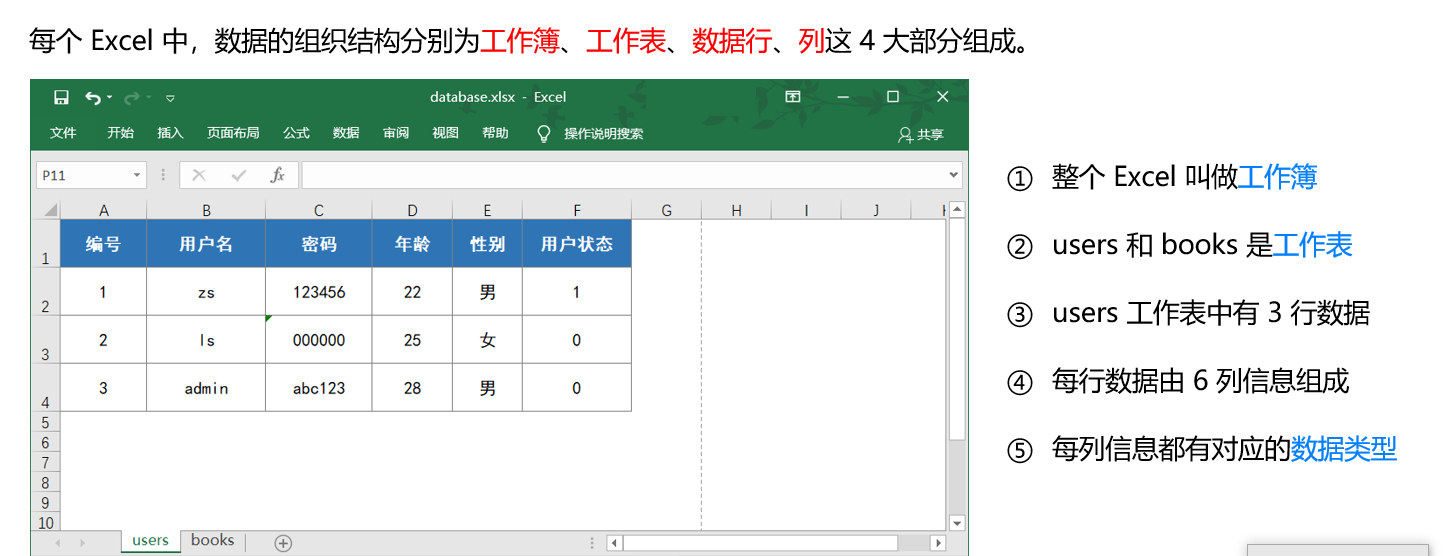 每个 Excel 中，数据的组织结构分别为工作簿、工作表、数据行、列这 4 大部分组成。
database.xlsx - Excel
文件 开始 插入 页面布局 公式 数据 审阅 视图 帮助 操作说明搜索 共享
P11 fx
A B C D E F G H I J
1 编号 用户名 密码 年龄 性别 用户状态
2 1 zs 123456 22 男 1
3 2 ls 000000 25 女 0
4 3 admin abc123 28 男 0
5
6
7
8
9
10
users books
① 整个 Excel 叫做工作簿
② users 和 books 是工作表
③ users 工作表中有 3 行数据
④ 每行数据由 6 列信息组成
⑤ 每列信息都有对应的数据类型